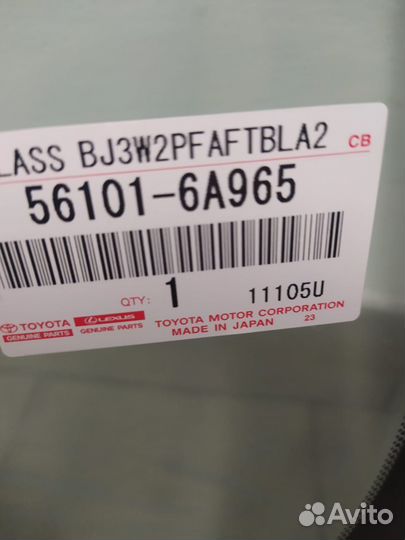 LASS BJ3W2PFAFTBLA2 CB
56101-6A965
QTY: 1 11105U
TOYOTA GENUINE PARTS
LEXUS GENUINE PARTS
TOYOTA MOTOR CORPORATION
MADE IN JAPAN 23
Avito